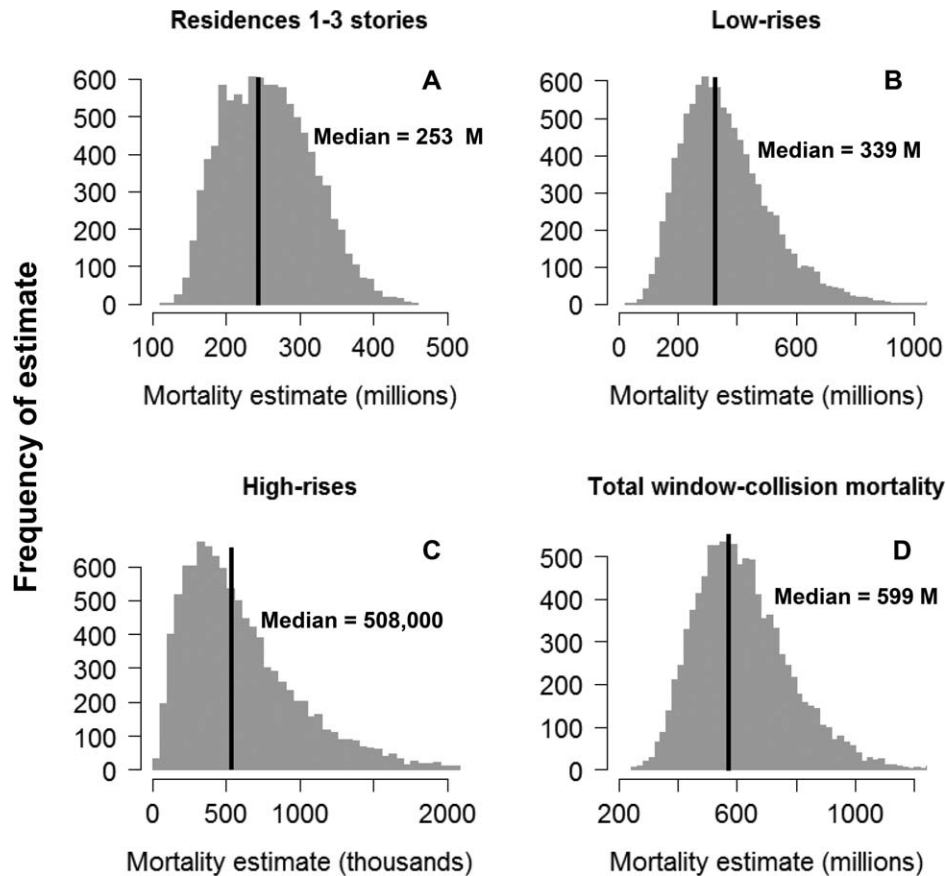 Residences 1-3 stories
A
600
500
400
300
200
100
0
Median = 253 M
100 200 300 400 500
Mortality estimate (millions)
Low-rises
B
600
500
400
300
200
100
0
Median = 339 M
0 200 600 1000
Mortality estimate (millions)
Frequency of estimate
High-rises
C
600
500
400
300
200
100
0
Median = 508,000
0 500 1000 2000
Mortality estimate (thousands)
Total window-collision mortality
D
500
400
300
200
100
0
Median = 599 M
200 600 1000
Mortality estimate (millions)